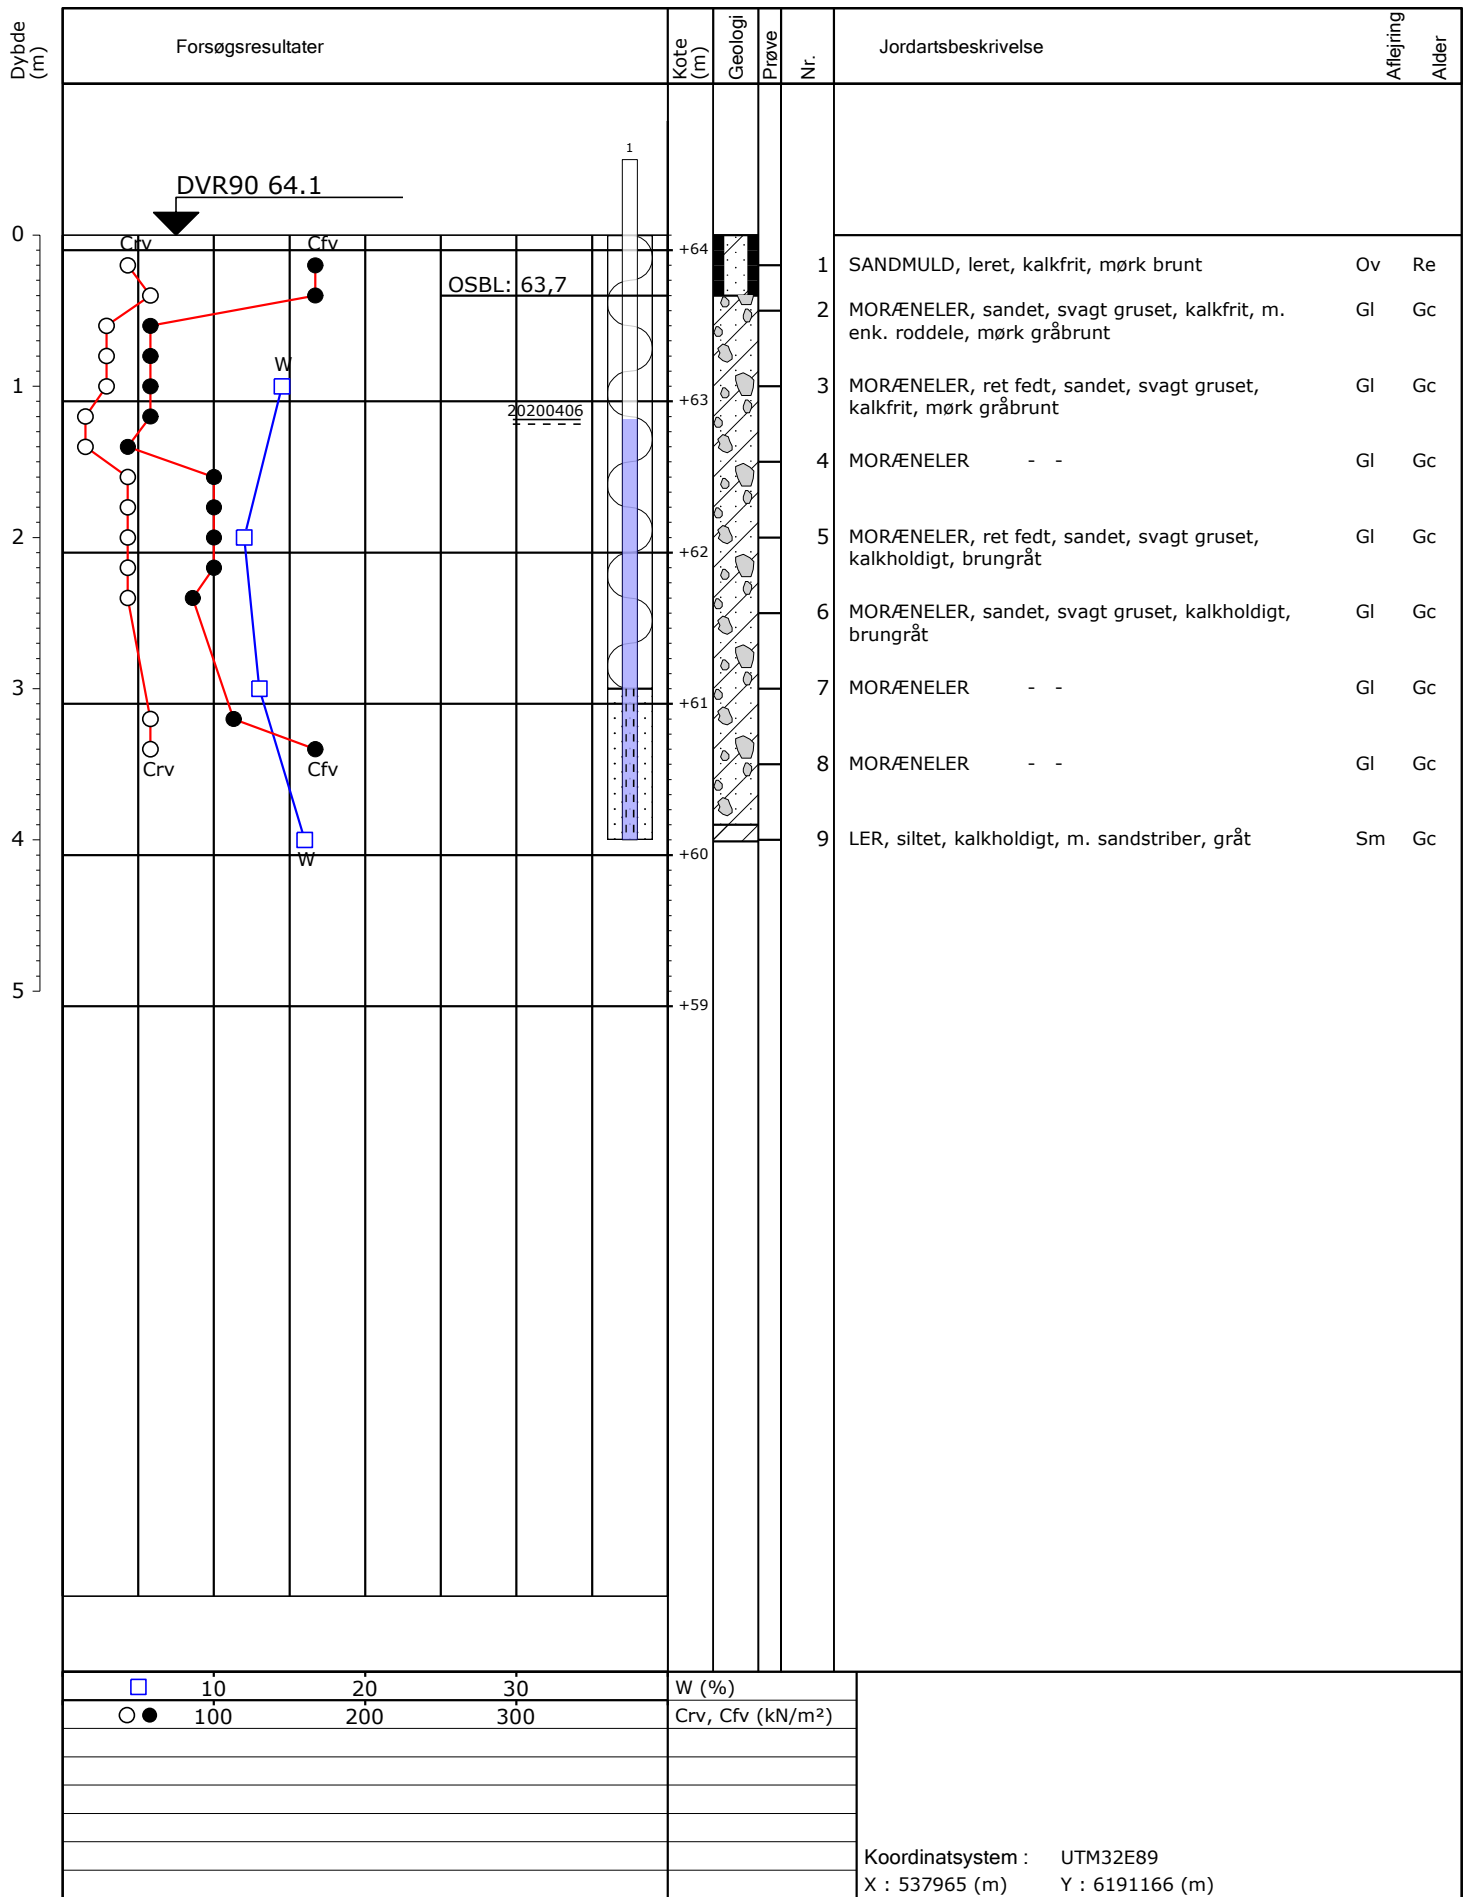 Dybde (m)
Forsøgsresultater
Kote (m)
Geologi
Prøve
Nr.
Jordartsbeskrivelse
Aflejring
Alder
1
DVR90 64.1
0
Crv
Cfv
+64
OSBL: 63,7
1 SANDMULD, leret, kalkfrit, mørk brunt Ov Re
2 MORÆNELER, sandet, svagt gruset, kalkfrit, m. Gl Gc
enk. roddele, mørk gråbrunt
W
1
+63
20200406
3 MORÆNELER, ret fedt, sandet, svagt gruset, Gl Gc
kalkfrit, mørk gråbrunt
4 MORÆNELER - - Gl Gc
2
+62
5 MORÆNELER, ret fedt, sandet, svagt gruset, Gl Gc
kalkholdigt, brungråt
6 MORÆNELER, sandet, svagt gruset, kalkholdigt, Gl Gc
brungråt
3
+61
7 MORÆNELER - - Gl Gc
Crv
Cfv
8 MORÆNELER - - Gl Gc
4
W
+60
9 LER, siltet, kalkholdigt, m. sandstriber, gråt Sm Gc
5
+59
10 20 30 W (%)
100 200 300 Crv, Cfv (kN/m²)
Koordinatsystem : UTM32E89
X : 537965 (m) Y : 6191166 (m)